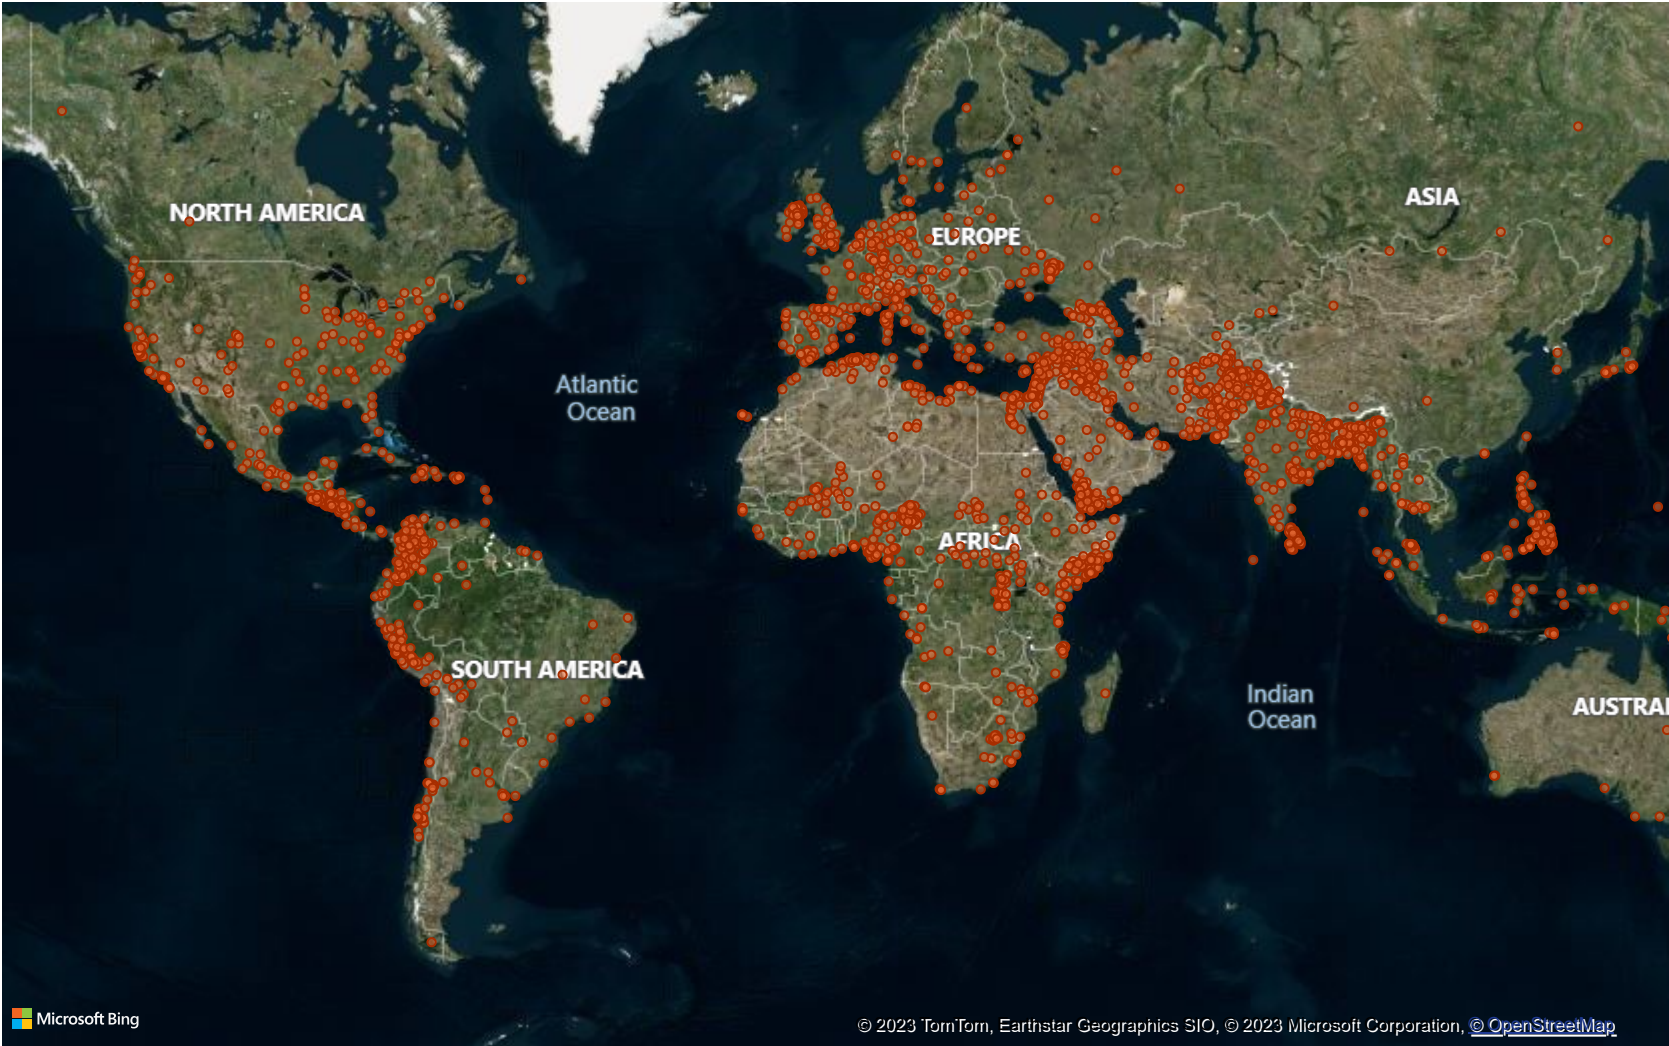 NORTH AMERICA
ASIA
EUROPE
Atlantic
Ocean
AFRICA
SOUTH AMERICA
Indian
Ocean
AUSTRAL
Microsoft Bing
© 2023 TomTom, Earthstar Geographics SIO, © 2023 Microsoft Corporation, © OpenStreetMap